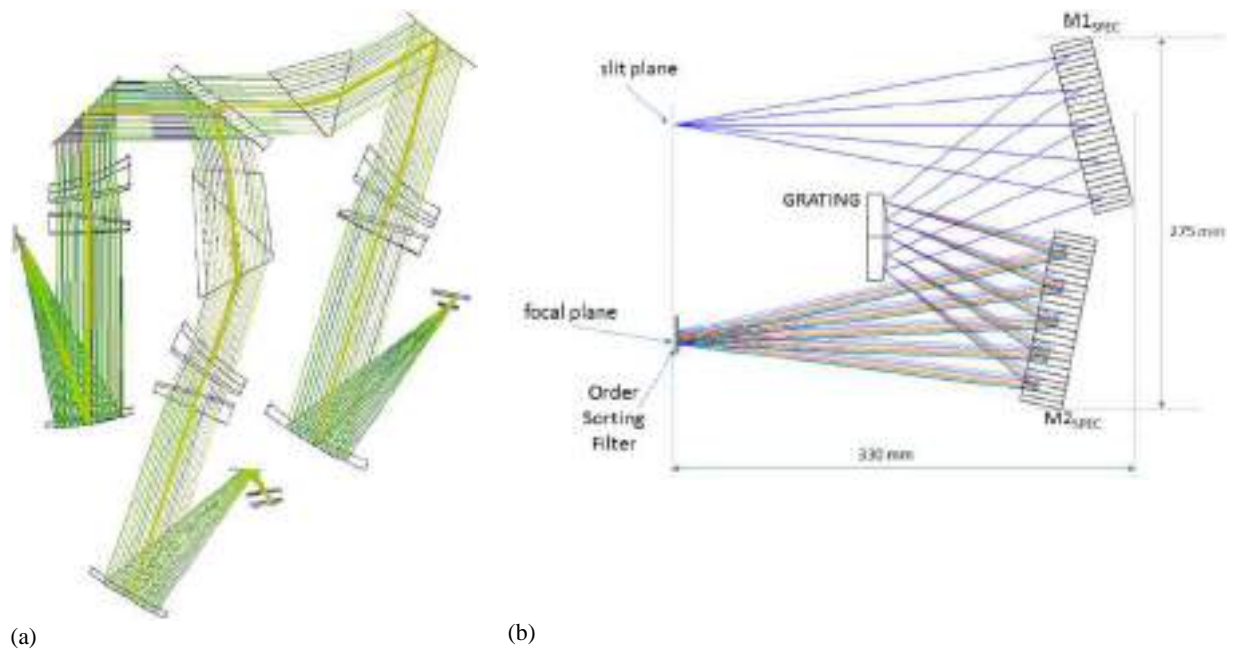 M1SPEC
slit plane
GRATING
275 mm
focal plane
Order
Sorting
Filter
M2SPEC
330 mm
(a)
(b)